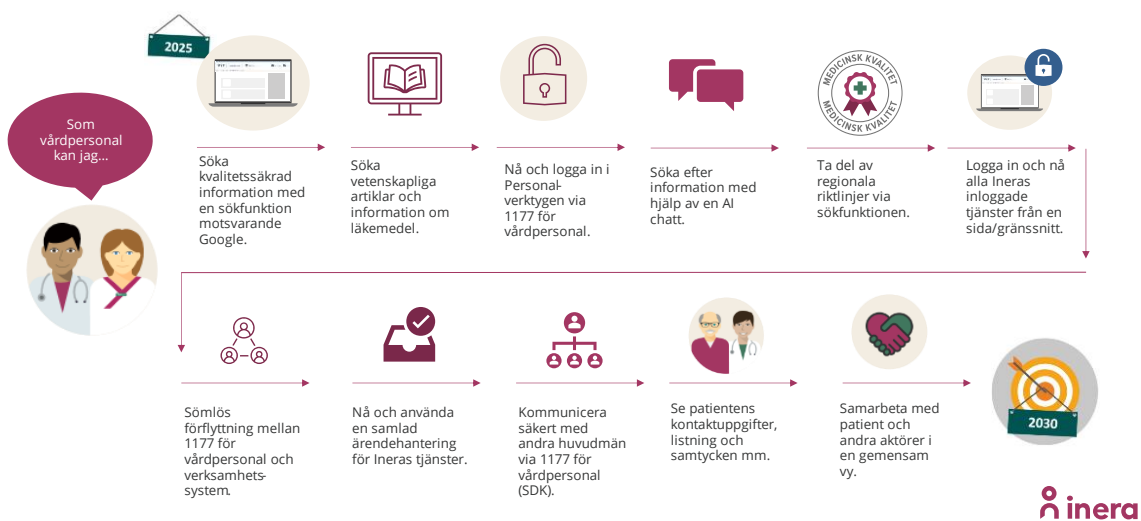 2025
Som
vårdpersonal
kan jag...
Söka
kvalitetssäkrad
information med
en sökfunktion
motsvarande
Google.
Söka
vetenskapliga
artiklar och
information om
läkemedel.
Nå och logga in i
Personal-
verktygen via
1177 för
vårdpersonal.
Söka efter
information med
hjälp av en AI
chatt.
MEDICINSK KVALITET
MEDICINSK KVALITET
Ta del av
regionala
riktlinjer via
sökfunktionen.
Logga in och nå
alla Ineras
inloggade
tjänster från en
sida/gränssnitt.
Sömlös
förflyttning mellan
1177 för
vårdpersonal och
verksamhets-
system.
Nå och använda
en samlad
ärendehantering
för Ineras tjänster.
Kommunicera
säkert med
andra huvudmän
via 1177 för
vårdpersonal
(SDK).
Se patientens
kontaktuppgifter,
listning och
samtycken mm.
Samarbeta med
patient och
andra aktörer i
en gemensam
vy.
2030
inera